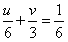 u/6 + v/3 = 1/6